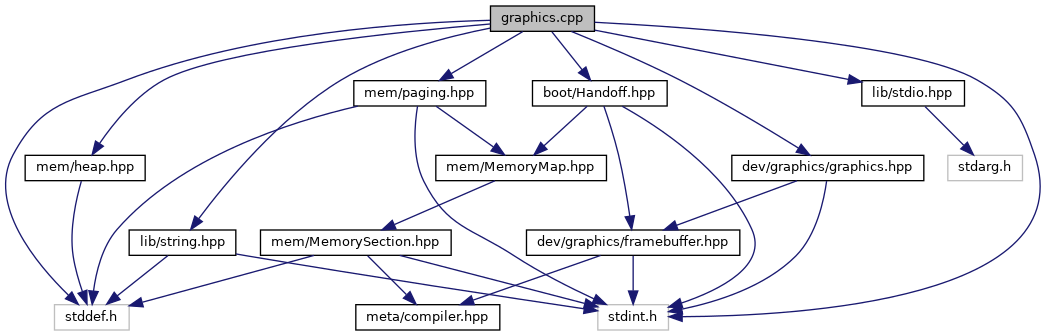 graphics.cpp
mem/paging.hpp
boot/Handoff.hpp
lib/stdio.hpp
mem/heap.hpp
mem/MemoryMap.hpp
dev/graphics/graphics.hpp
stdarg.h
lib/string.hpp
mem/MemorySection.hpp
dev/graphics/framebuffer.hpp
stddef.h
meta/compiler.hpp
stdint.h